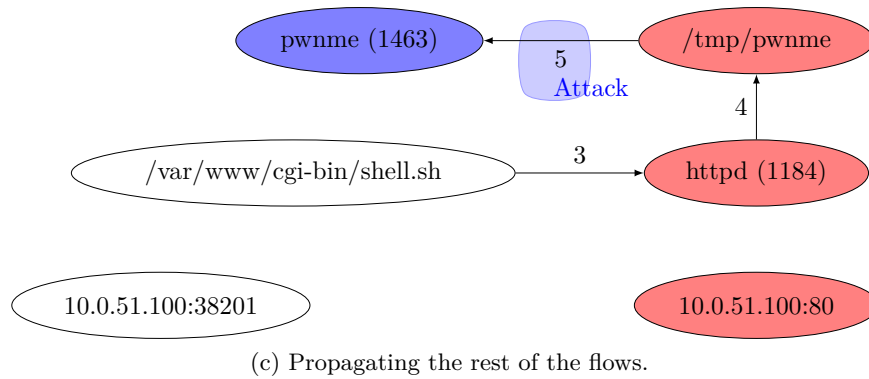 pwnme (1463)
/tmp/pwnme
5
Attack
4
/var/www/cgi-bin/shell.sh
3
httpd (1184)
10.0.51.100:38201
10.0.51.100:80
(c) Propagating the rest of the flows.